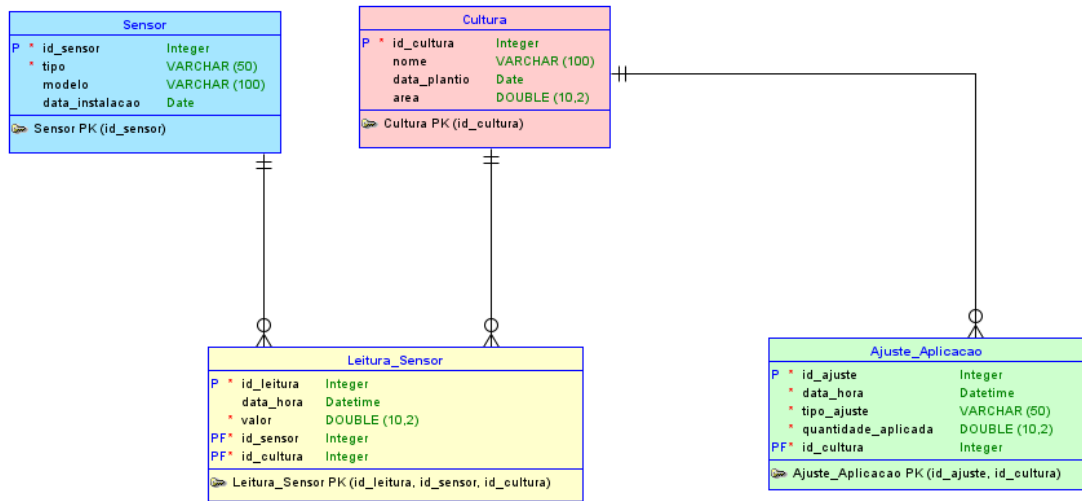 Sensor
P * id_sensor Integer
* tipo VARCHAR (50)
modelo VARCHAR (100)
data_instalacao Date
Sensor PK (id_sensor)
Cultura
P * id_cultura Integer
nome VARCHAR (100)
data_plantio Date
area DOUBLE (10,2)
Cultura PK (id_cultura)
Leitura_Sensor
P * id_leitura Integer
data_hora Datetime
* valor DOUBLE (10,2)
PF* id_sensor Integer
PF* id_cultura Integer
Leitura_Sensor PK (id_leitura, id_sensor, id_cultura)
Ajuste_Aplicacao
P * id_ajuste Integer
* data_hora Datetime
* tipo_ajuste VARCHAR (50)
* quantidade_aplicada DOUBLE (10,2)
PF* id_cultura Integer
Ajuste_Aplicacao PK (id_ajuste, id_cultura)